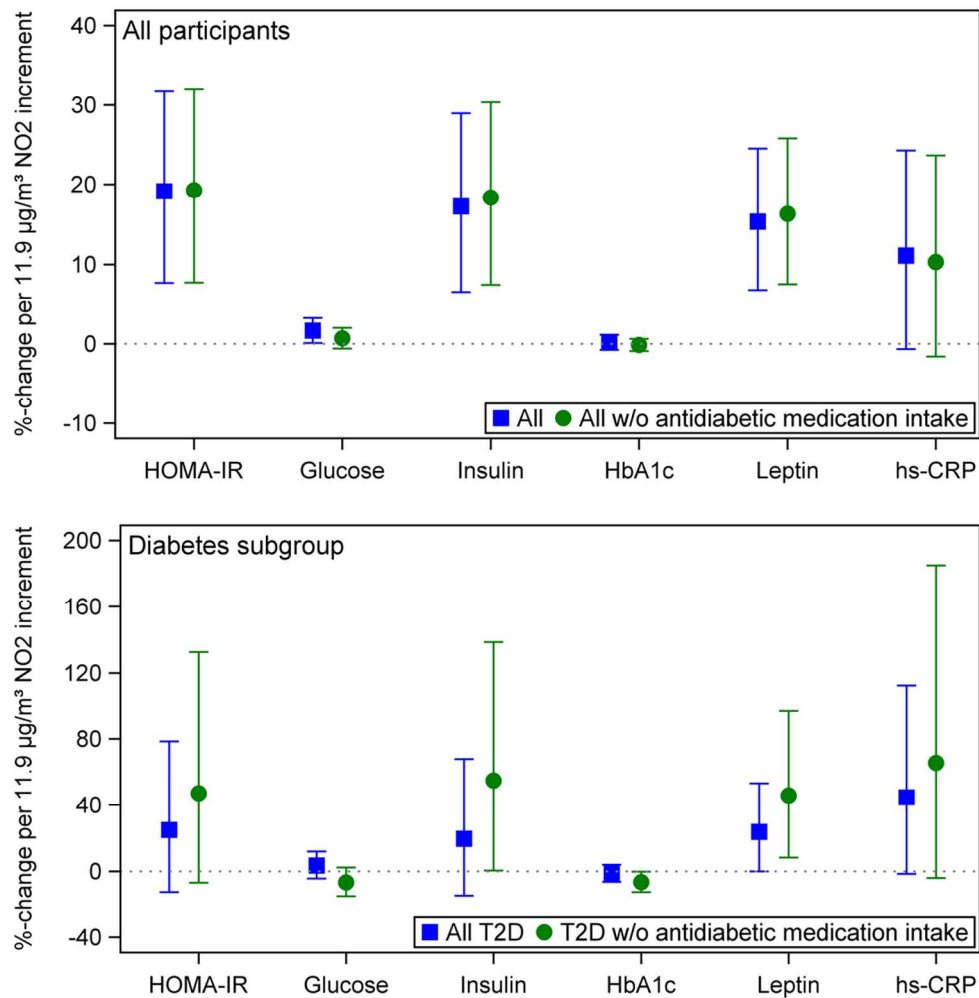 All participants
%-change per 11.9 µg/m³ NO2 increment
40
30
20
10
0
-10
All All w/o antidiabetic medication intake
HOMA-IR Glucose Insulin HbA1c Leptin hs-CRP
Diabetes subgroup
%-change per 11.9 µg/m³ NO2 increment
200
160
120
80
40
0
-40
All T2D T2D w/o antidiabetic medication intake
HOMA-IR Glucose Insulin HbA1c Leptin hs-CRP